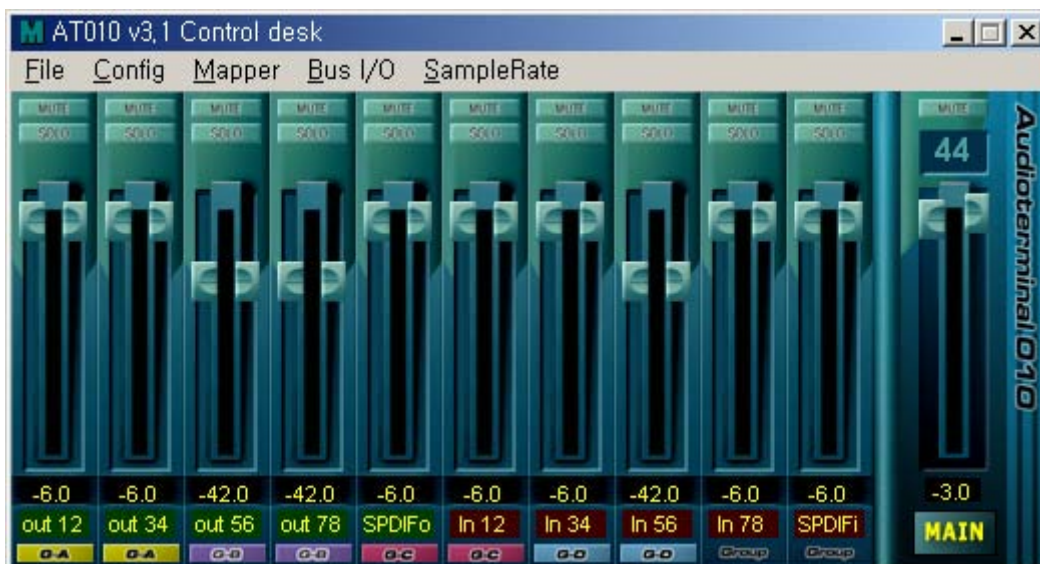 M AT010 v3,1 Control desk
File Config Mapper Bus I/O SampleRate
MUTE MUTE MUTE MUTE MUTE MUTE MUTE MUTE MUTE MUTE MUTE
SOLO SOLO SOLO SOLO SOLO SOLO SOLO SOLO SOLO SOLO
44
Audioterminal 010
-6.0 -6.0 -42.0 -42.0 -6.0 -6.0 -6.0 -42.0 -6.0 -6.0 -3.0
out 12 out 34 out 56 out 78 SPDIFo In 12 In 34 In 56 In 78 SPDIFi MAIN
G-A G-A G-B G-B G-C G-C G-D G-D Group Group